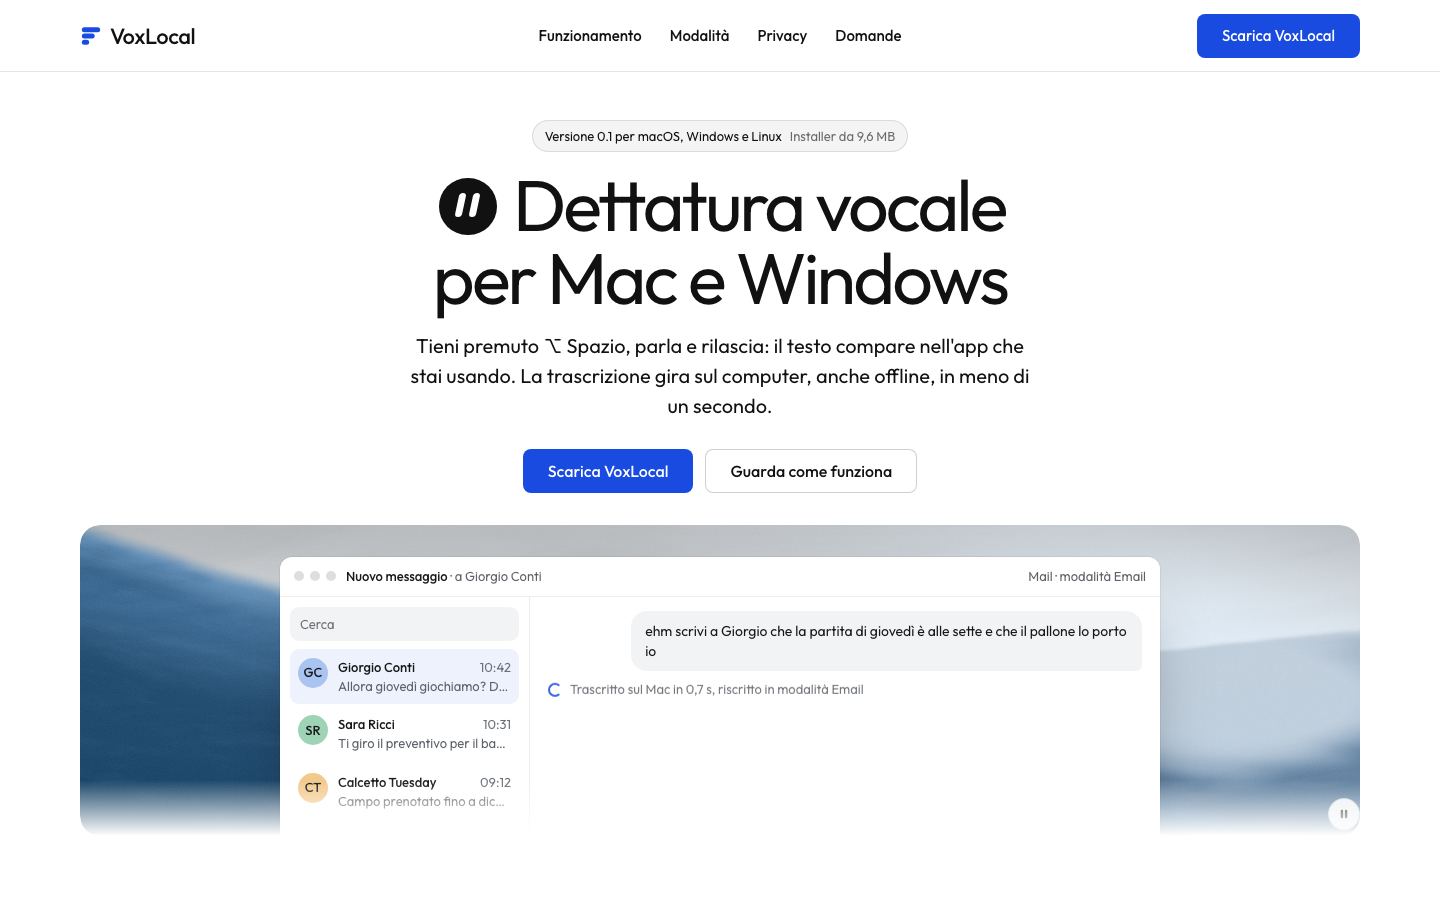 VoxLocal
Funzionamento
Modalità
Privacy
Domande
Scarica VoxLocal
Versione 0.1 per macOS, Windows e Linux Installer da 9,6 MB
Dettatura vocale
per Mac e Windows
Tieni premuto ⌥ Spazio, parla e rilascia: il testo compare nell'app che
stai usando. La trascrizione gira sul computer, anche offline, in meno di
un secondo.
Scarica VoxLocal
Guarda come funziona
Nuovo messaggio · a Giorgio Conti
Mail · modalità Email
Cerca
GC
Giorgio Conti
10:42
Allora giovedì giochiamo? D...
SR
Sara Ricci
10:31
Ti giro il preventivo per il ba...
CT
Calcetto Tuesday
09:12
Campo prenotato fino a dic...
ehm scrivi a Giorgio che la partita di giovedì è alle sette e che il pallone lo porto
io
Trascritto sul Mac in 0,7 s, riscritto in modalità Email